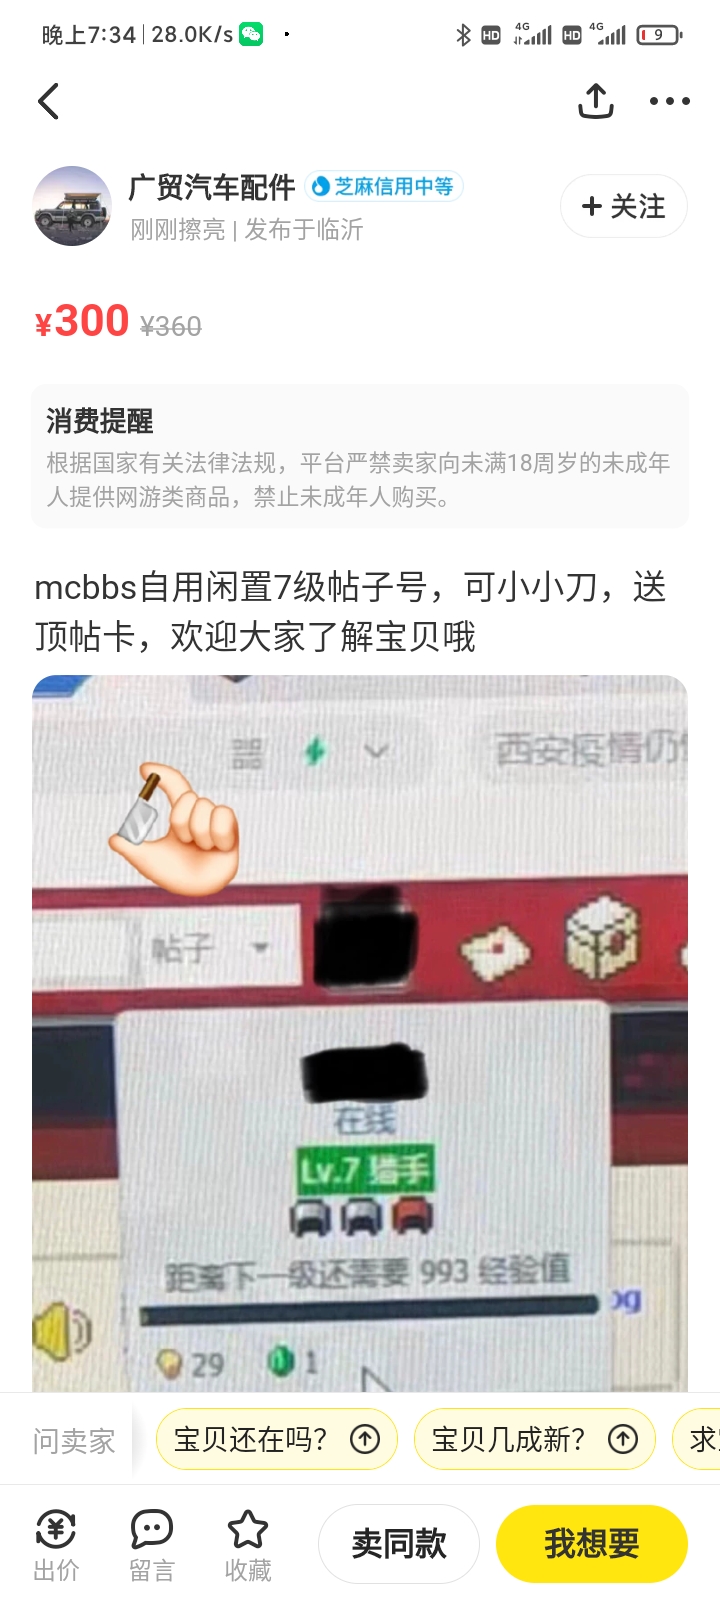 晚上7:34 28.0K/s HD 4G HD 4G 9
广贸汽车配件 芝麻信用中等
刚刚擦亮 | 发布于临沂
+ 关注
¥300 ¥360
消费提醒
根据国家有关法律法规，平台严禁卖家向未满18周岁的未成年
人提供网游类商品，禁止未成年人购买。
mcbbs自用闲置7级帖子号，可小小刀，送
顶帖卡，欢迎大家了解宝贝哦
西安疫情仍
帖子
在线
Lv.7 猎手
距离下一级还需要 993 经验值
og
29 1
问卖家 宝贝还在吗？ 宝贝几成新？ 求
出价 留言 收藏 卖同款 我想要